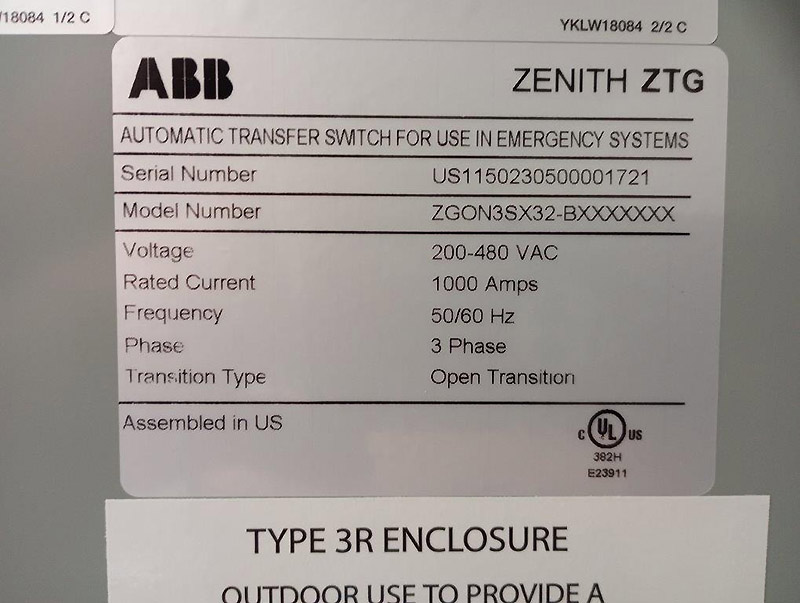 /18084 1/2 C
YKLW18084 2/2 C
ABB ZENITH ZTG
AUTOMATIC TRANSFER SWITCH FOR USE IN EMERGENCY SYSTEMS
Serial Number US1150230500001721
Model Number ZGON3SX32-BXXXXXXX
Voltage 200-480 VAC
Rated Current 1000 Amps
Frequency 50/60 Hz
Phase 3 Phase
Transition Type Open Transition
Assembled in US
C UL US
382H
E23911
TYPE 3R ENCLOSURE
OUTDOOR USE TO PROVIDE A